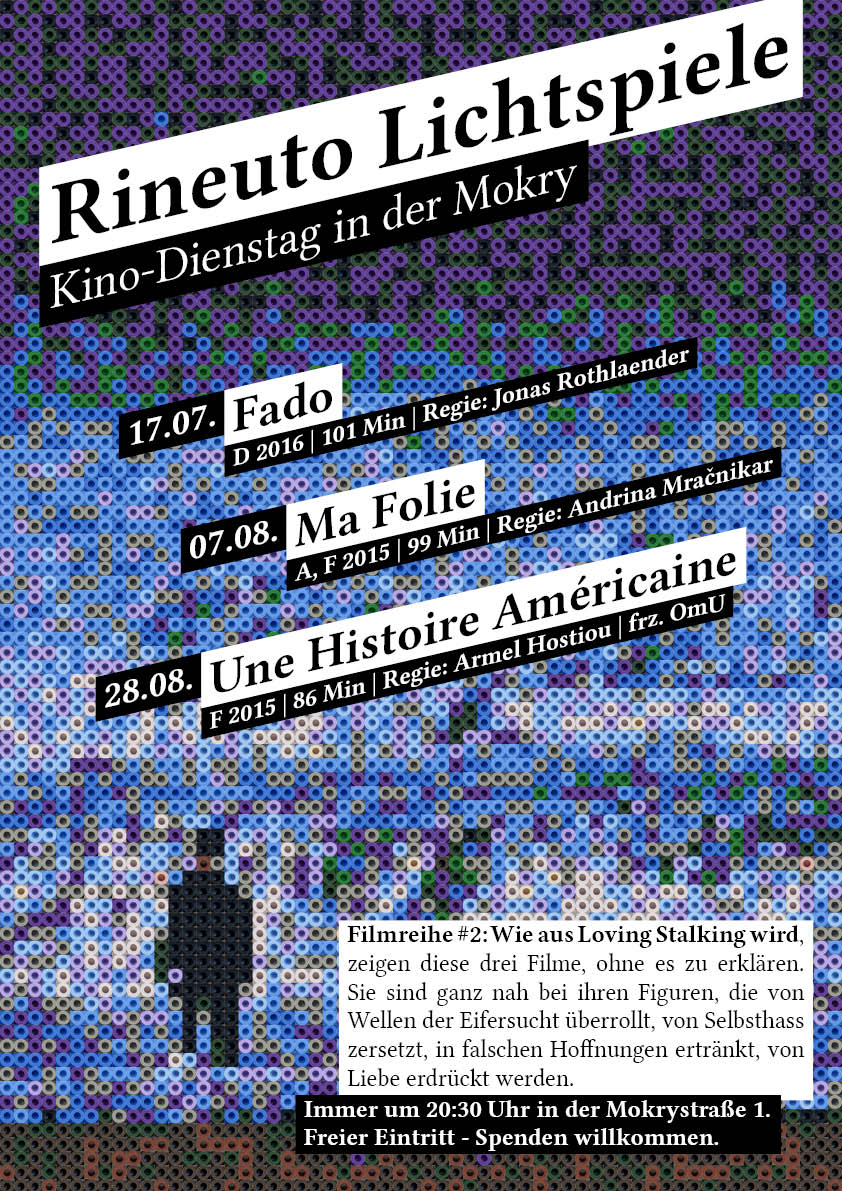 Rineuto Lichtspiele
Kino-Dienstag in der Mokry
17.07. Fado
D 2016 | 101 Min | Regie: Jonas Rothlaender
07.08. Ma Folie
A, F 2015 | 99 Min | Regie: Andrina Mračnikar
28.08. Une Histoire Américaine
F 2015 | 86 Min | Regie: Armel Hostiou | frz. OmU
Filmreihe #2: Wie aus Loving Stalking wird,
zeigen diese drei Filme, ohne es zu erklären.
Sie sind ganz nah bei ihren Figuren, die von
Wellen der Eifersucht überrollt, von Selbsthass
zersetzt, in falschen Hoffnungen ertränkt, von
Liebe erdrückt werden.
Immer um 20:30 Uhr in der Mokrystraße 1.
Freier Eintritt - Spenden willkommen.